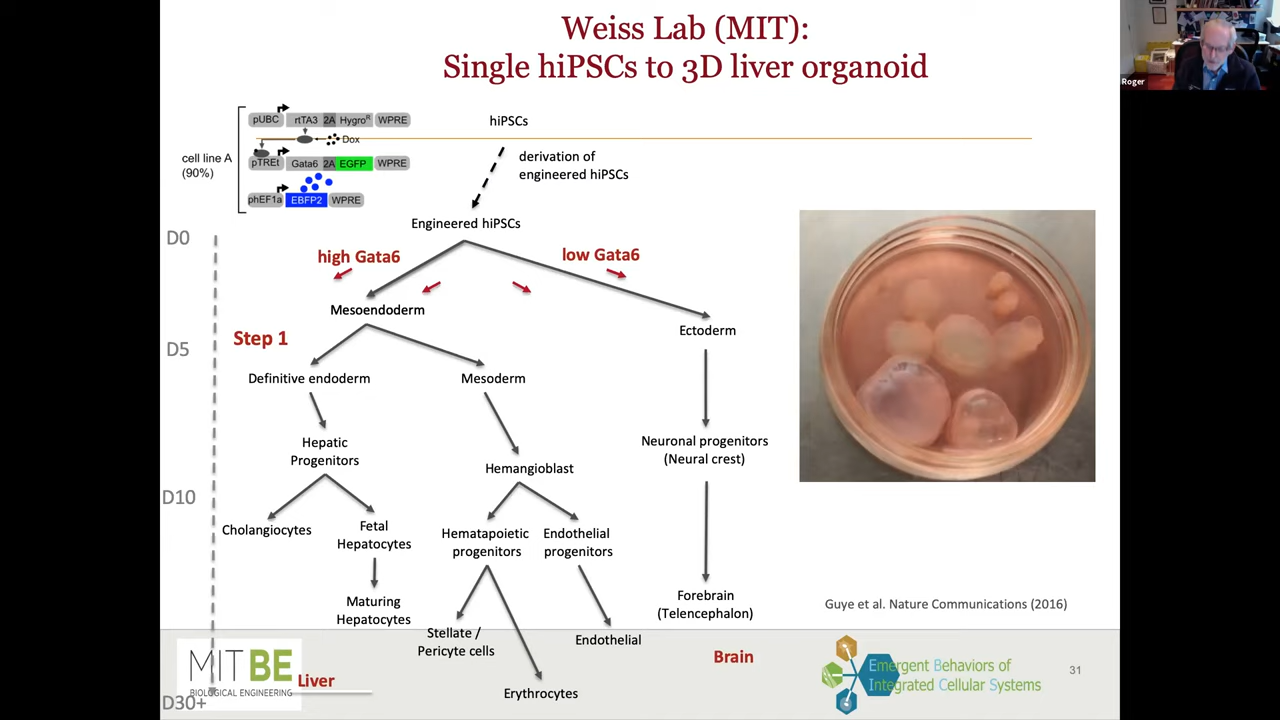 Weiss Lab (MIT):
Single hiPSCs to 3D liver organoid
Roger
cell line A
(90%)
pUBC rtTA3 2A HygroR WPRE
Dox
pTREt Gata6 2A EGFP WPRE
phEF1a EBFP2 WPRE
hiPSCs
derivation of
engineered hiPSCs
Engineered hiPSCs
D0
high Gata6
low Gata6
Mesoendoderm
Ectoderm
Step 1
D5
Definitive endoderm
Mesoderm
Hepatic
Progenitors
Hemangioblast
Neuronal progenitors
(Neural crest)
D10
Cholangiocytes
Fetal
Hepatocytes
Hematapoietic
progenitors
Endothelial
progenitors
Maturing
Hepatocytes
Forebrain
(Telencephalon)
Guye et al. Nature Communications (2016)
Stellate /
Pericyte cells
Endothelial
Erythrocytes
Brain
Liver
MIT BE
BIOLOGICAL ENGINEERING
D30+
Emergent Behaviors of
Integrated Cellular Systems
31